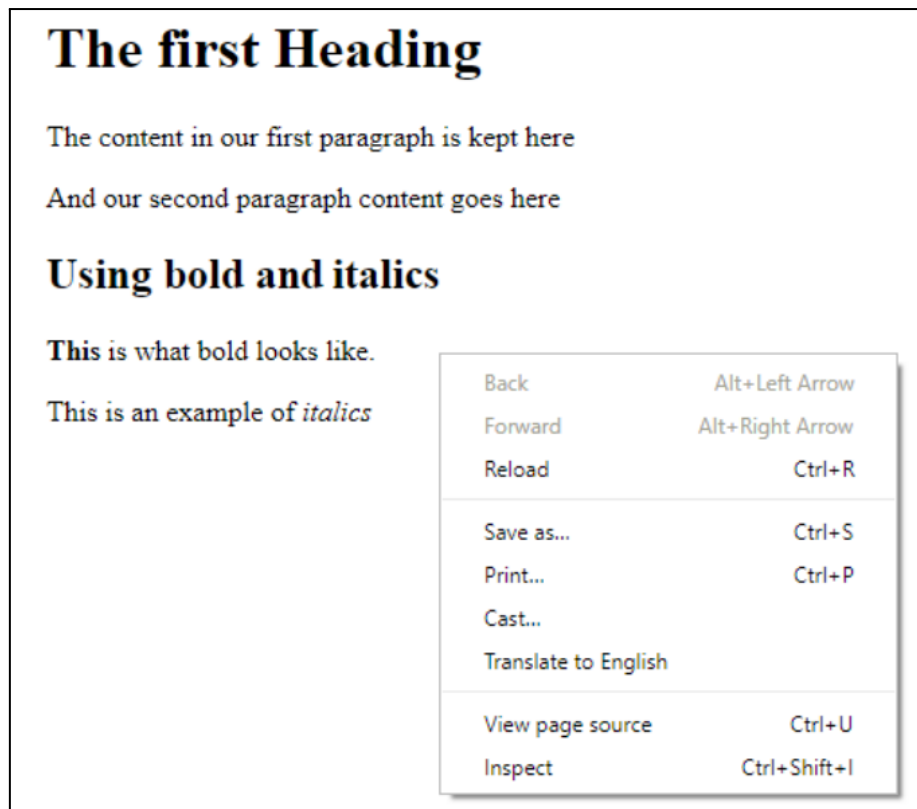 The first Heading
The content in our first paragraph is kept here
And our second paragraph content goes here
Using bold and italics
This is what bold looks like.
This is an example of italics
Back Alt+Left Arrow
Forward Alt+Right Arrow
Reload Ctrl+R
Save as... Ctrl+S
Print... Ctrl+P
Cast...
Translate to English
View page source Ctrl+U
Inspect Ctrl+Shift+I